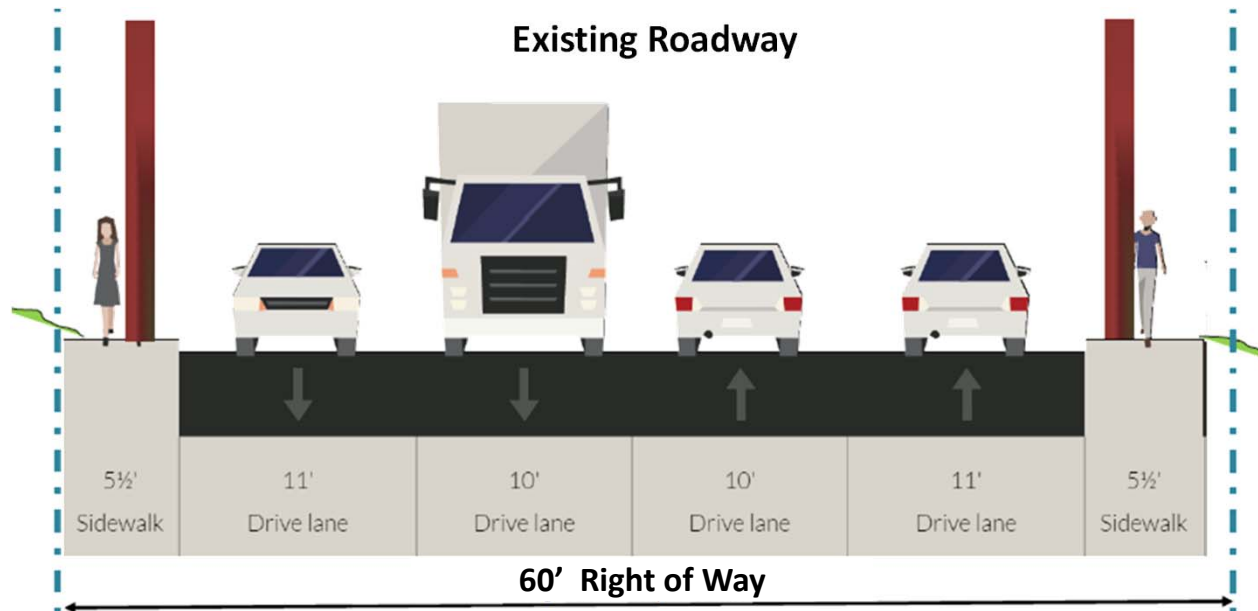 Existing Roadway
5½' 11' 10' 10' 11' 5½'
Sidewalk Drive lane Drive lane Drive lane Drive lane Sidewalk
60’ Right of Way